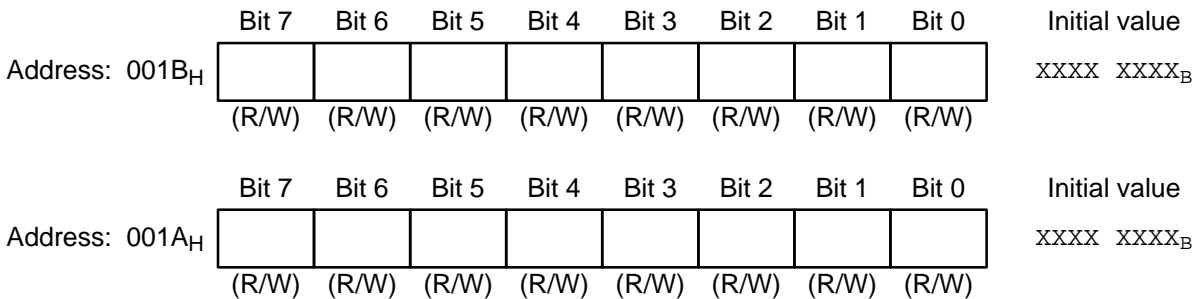 Bit 7 Bit 6 Bit 5 Bit 4 Bit 3 Bit 2 Bit 1 Bit 0 Initial value
Address: 001BH XXXX XXXXB
(R/W) (R/W) (R/W) (R/W) (R/W) (R/W) (R/W) (R/W)
Bit 7 Bit 6 Bit 5 Bit 4 Bit 3 Bit 2 Bit 1 Bit 0 Initial value
Address: 001AH XXXX XXXXB
(R/W) (R/W) (R/W) (R/W) (R/W) (R/W) (R/W) (R/W)